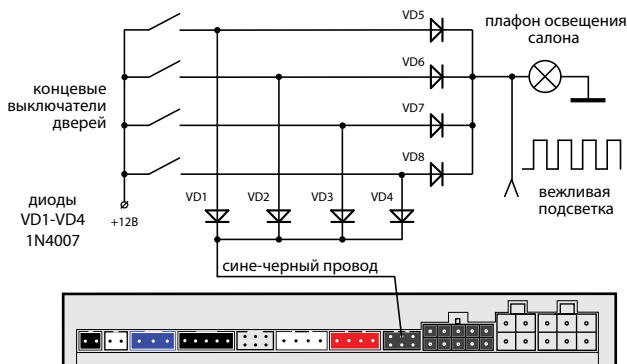 VD5
плафон освещения
салона
VD6
концевые
выключатели
дверей
VD7
VD8
диоды
VD1-VD4
1N4007
+12В
VD1
VD2
VD3
VD4
вежливая
подсветка
сине-черный провод